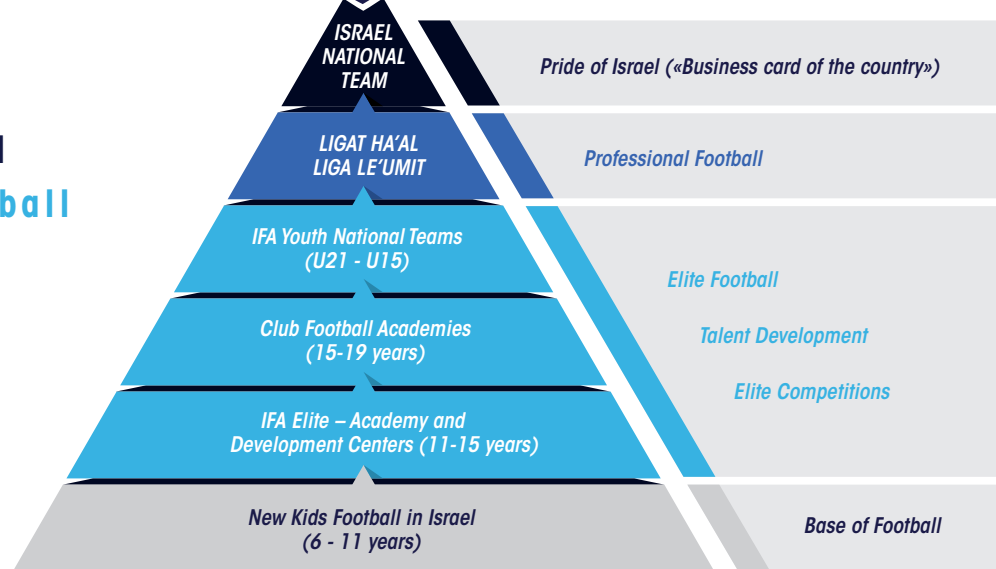 ISRAEL
NATIONAL
TEAM
Pride of Israel («Business card of the country»)
LIGAT HA’AL
LIGA LE’UMIT
Professional Football
ball
IFA Youth National Teams
(U21 - U15)
Elite Football
Club Football Academies
(15-19 years)
Talent Development
Elite Competitions
IFA Elite – Academy and
Development Centers (11-15 years)
New Kids Football in Israel
(6 - 11 years)
Base of Football